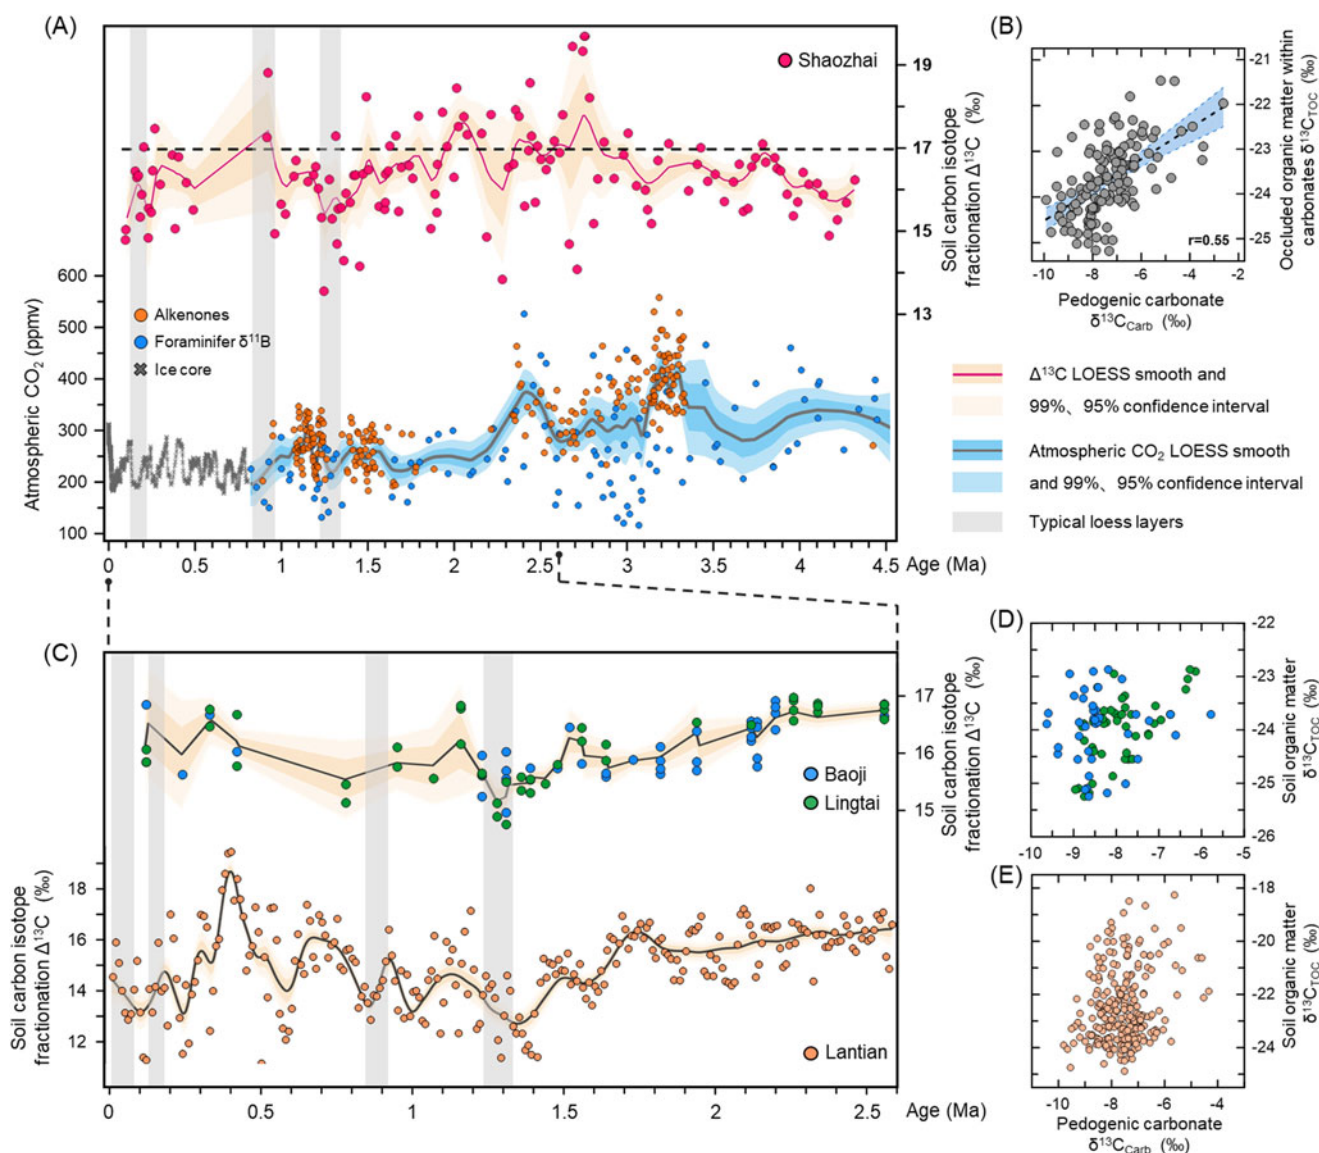 (A)
Shaozhai
19
17
15
13
Soil carbon isotope
fractionation Δ¹³C (‰)
600
500
400
300
200
100
Atmospheric CO₂ (ppmv)
Alkenones
Foraminifer δ¹¹B
Ice core
0 0.5 1 1.5 2 2.5 3 3.5 4 4.5
Age (Ma)
(B)
-21
-22
-23
-24
-25
r=0.55
-10 -8 -6 -4 -2
Pedogenic carbonate
δ¹³C_Carb (‰)
Occluded organic matter within
carbonates δ¹³C_TOC (‰)
Δ¹³C LOESS smooth and
99%、95% confidence interval
Atmospheric CO₂ LOESS smooth
and 99%、95% confidence interval
Typical loess layers
(C)
17
16
15
Soil carbon isotope
fractionation Δ¹³C (‰)
Baoji
Lingtai
18
16
14
12
Soil carbon isotope
fractionation Δ¹³C (‰)
Lantian
0 0.5 1 1.5 2 2.5
Age (Ma)
(D)
-22
-23
-24
-25
-26
-10 -9 -8 -7 -6 -5
Soil organic matter
δ¹³C_TOC (‰)
(E)
-18
-20
-22
-24
-10 -8 -6 -4
Soil organic matter
δ¹³C_TOC (‰)
Pedogenic carbonate
δ¹³C_Carb (‰)